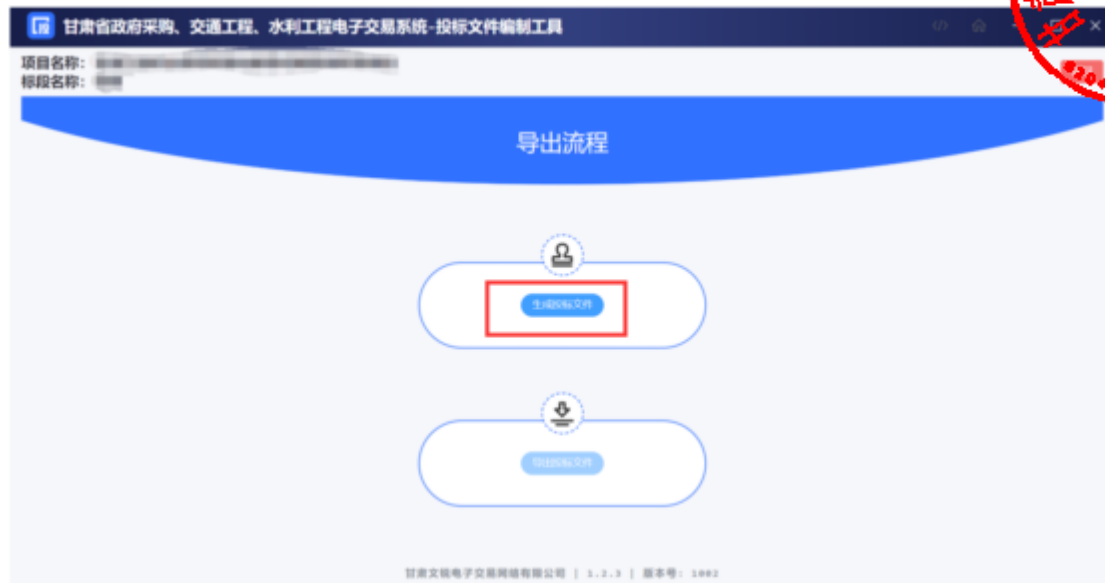 甘肃省政府采购、交通工程、水利工程电子交易系统-投标文件编制工具
项目名称：
标段名称：
导出流程
生成投标文件
导出投标文件
甘肃文锐电子交易网络有限公司 | 1.2.3 | 版本号：1002